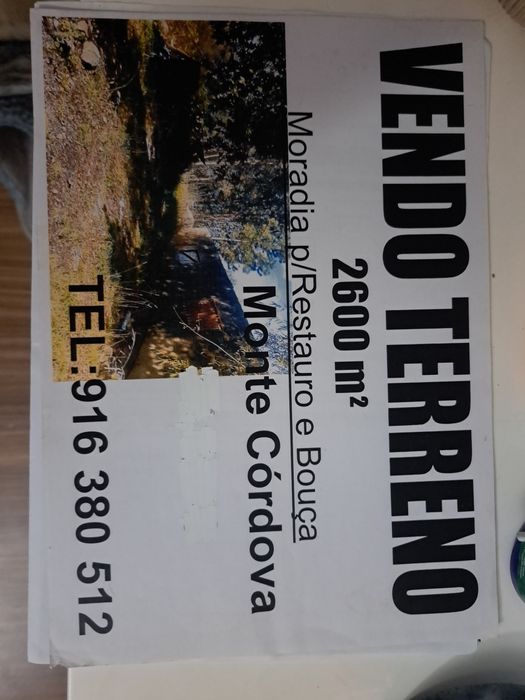 VENDO TERRENO
2600 m²
Moradia p/Restauro e Bouça
Monte Córdova
TEL:916 380 512